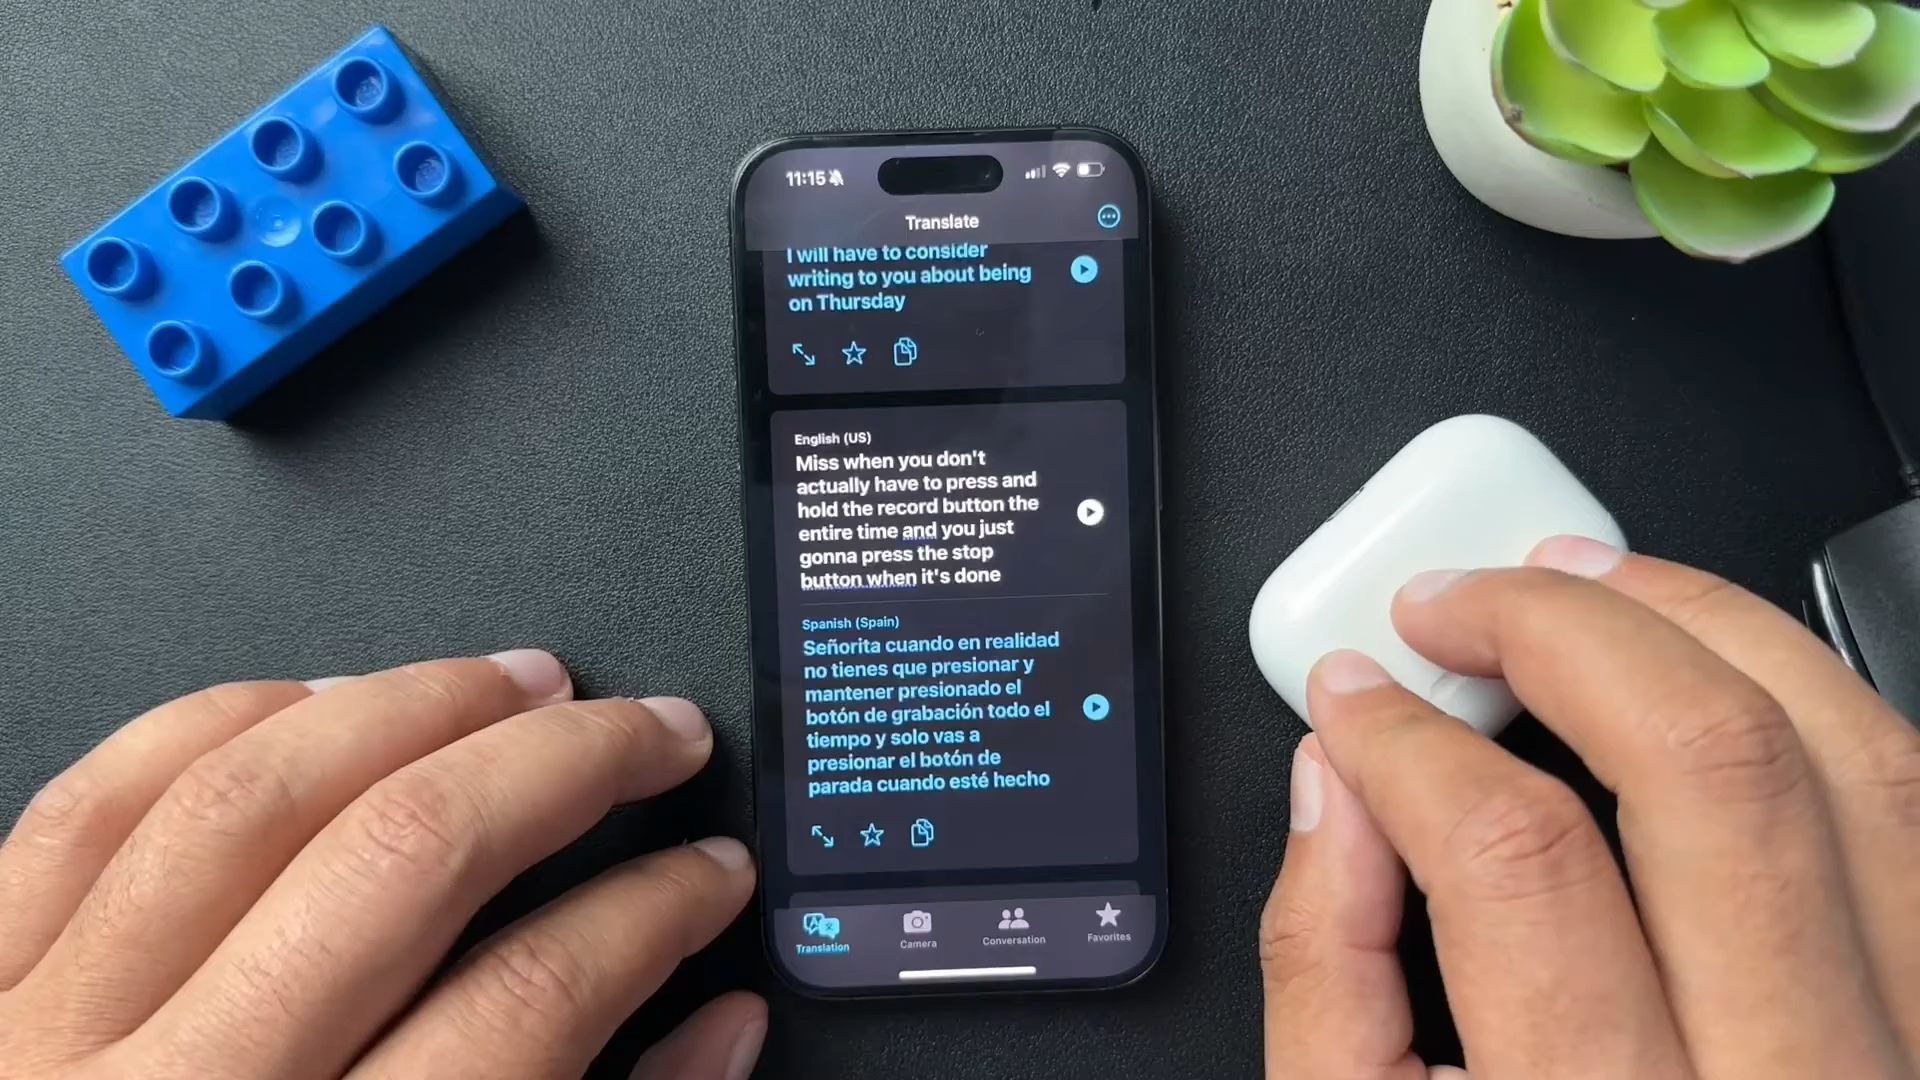 11:15
Translate
I will have to consider
writing to you about being
on Thursday
English (US)
Miss when you don't
actually have to press and
hold the record button the
entire time and you just
gonna press the stop
button when it's done
Spanish (Spain)
Señorita cuando en realidad
no tienes que presionar y
mantener presionado el
botón de grabación todo el
tiempo y solo vas a
presionar el botón de
parada cuando esté hecho
Translation
Camera
Conversation
Favorites